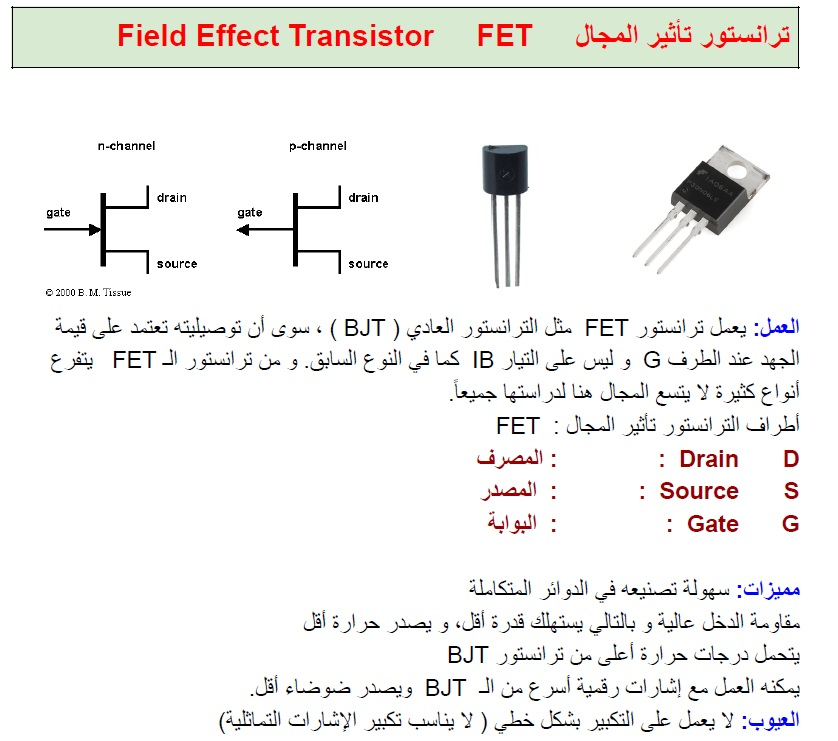 ترانستور تأثير المجال Field Effect Transistor FET
n-channel
p-channel
drain
gate
source
drain
gate
source
© 2000 B. M. Tissue
العمل: يعمل ترانستور FET مثل الترانستور العادي ( BJT ) ، سوى أن توصيليته تعتمد على قيمة
الجهد عند الطرف G و ليس على التيار IB كما في النوع السابق. و من ترانستور الـ FET يتفرع
أنواع كثيرة لا يتسع المجال هنا لدراستها جميعاً.
أطراف الترانستور تأثير المجال : FET
D Drain : : المصرف
S Source : : المصدر
G Gate : : البوابة
مميزات: سهولة تصنيعه في الدوائر المتكاملة
مقاومة الدخل عالية و بالتالي يستهلك قدرة أقل، و يصدر حرارة أقل
يتحمل درجات حرارة أعلى من ترانستور BJT
يمكنه العمل مع إشارات رقمية أسرع من الـ BJT ويصدر ضوضاء أقل.
العيوب: لا يعمل على التكبير بشكل خطي ( لا يناسب تكبير الإشارات التماثلية)